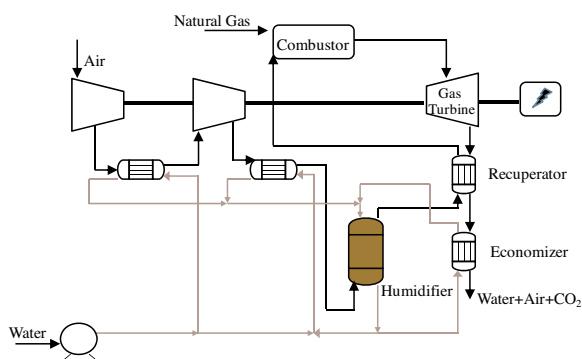 Natural Gas
Combustor
Air
Gas
Turbine
Recuperator
Economizer
Humidifier
Water+Air+CO₂
Water